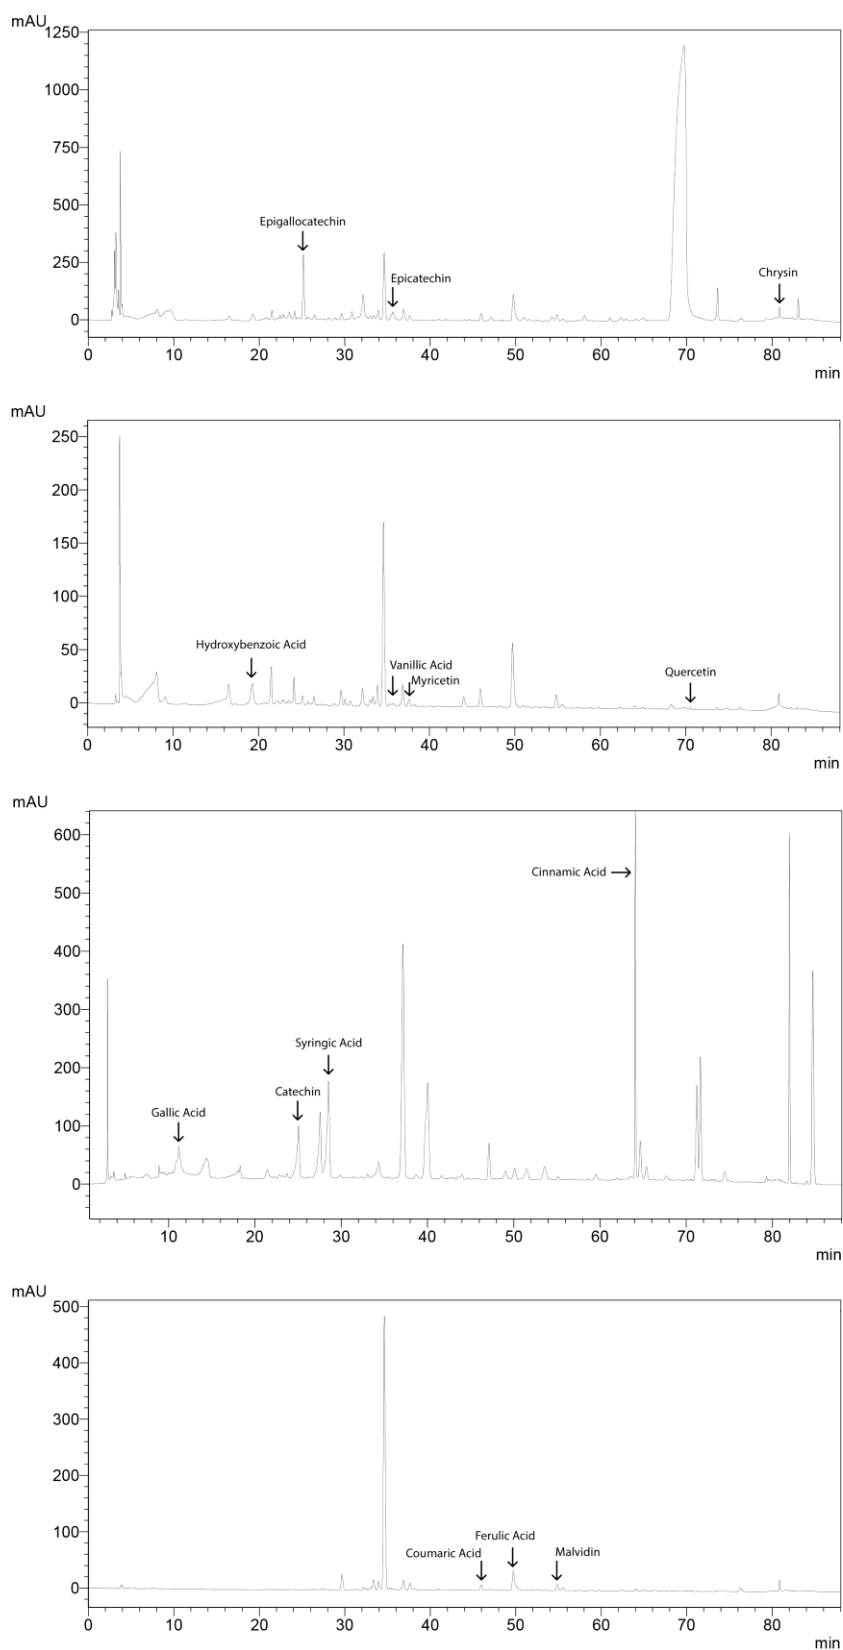 mAU
1250
1000
750
500
250
0
Epigallocatechin
Epicatechin
Chrysin
0 10 20 30 40 50 60 70 80
min
mAU
250
200
150
100
50
0
Hydroxybenzoic Acid
Vanillic Acid
Myricetin
Quercetin
0 10 20 30 40 50 60 70 80
min
mAU
600
500
400
300
200
100
0
Cinnamic Acid
Syringic Acid
Catechin
Gallic Acid
10 20 30 40 50 60 70 80
min
mAU
500
400
300
200
100
0
Ferulic Acid
Coumaric Acid
Malvidin
0 10 20 30 40 50 60 70 80
min